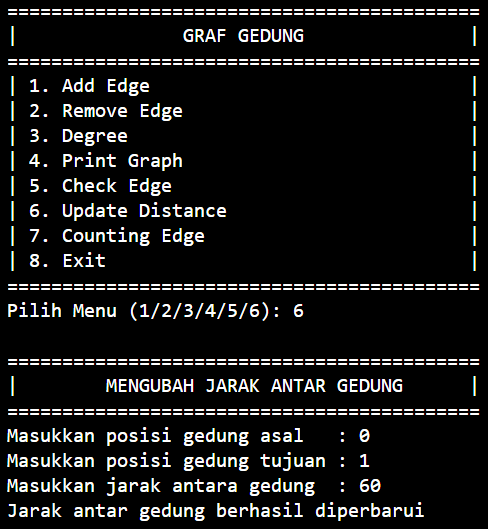 ===========================================
| GRAF GEDUNG |
===========================================
| 1. Add Edge |
| 2. Remove Edge |
| 3. Degree |
| 4. Print Graph |
| 5. Check Edge |
| 6. Update Distance |
| 7. Counting Edge |
| 8. Exit |
===========================================
Pilih Menu (1/2/3/4/5/6): 6
===========================================
| MENGUBAH JARAK ANTAR GEDUNG |
===========================================
Masukkan posisi gedung asal : 0
Masukkan posisi gedung tujuan : 1
Masukkan jarak antara gedung : 60
Jarak antar gedung berhasil diperbarui